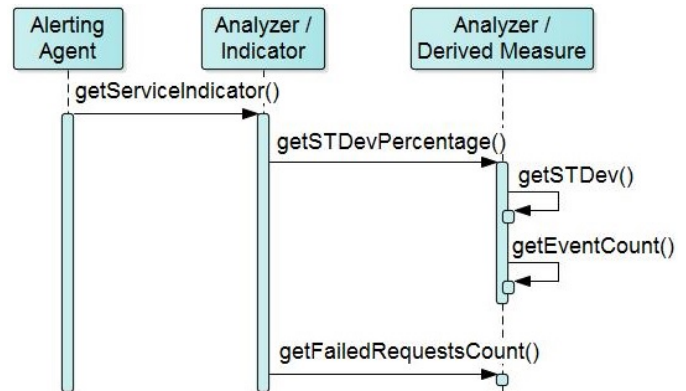 Alerting
Agent
Analyzer /
Indicator
Analyzer /
Derived Measure
getServiceIndicator()
getSTDevPercentage()
getSTDev()
getEventCount()
getFailedRequestsCount()